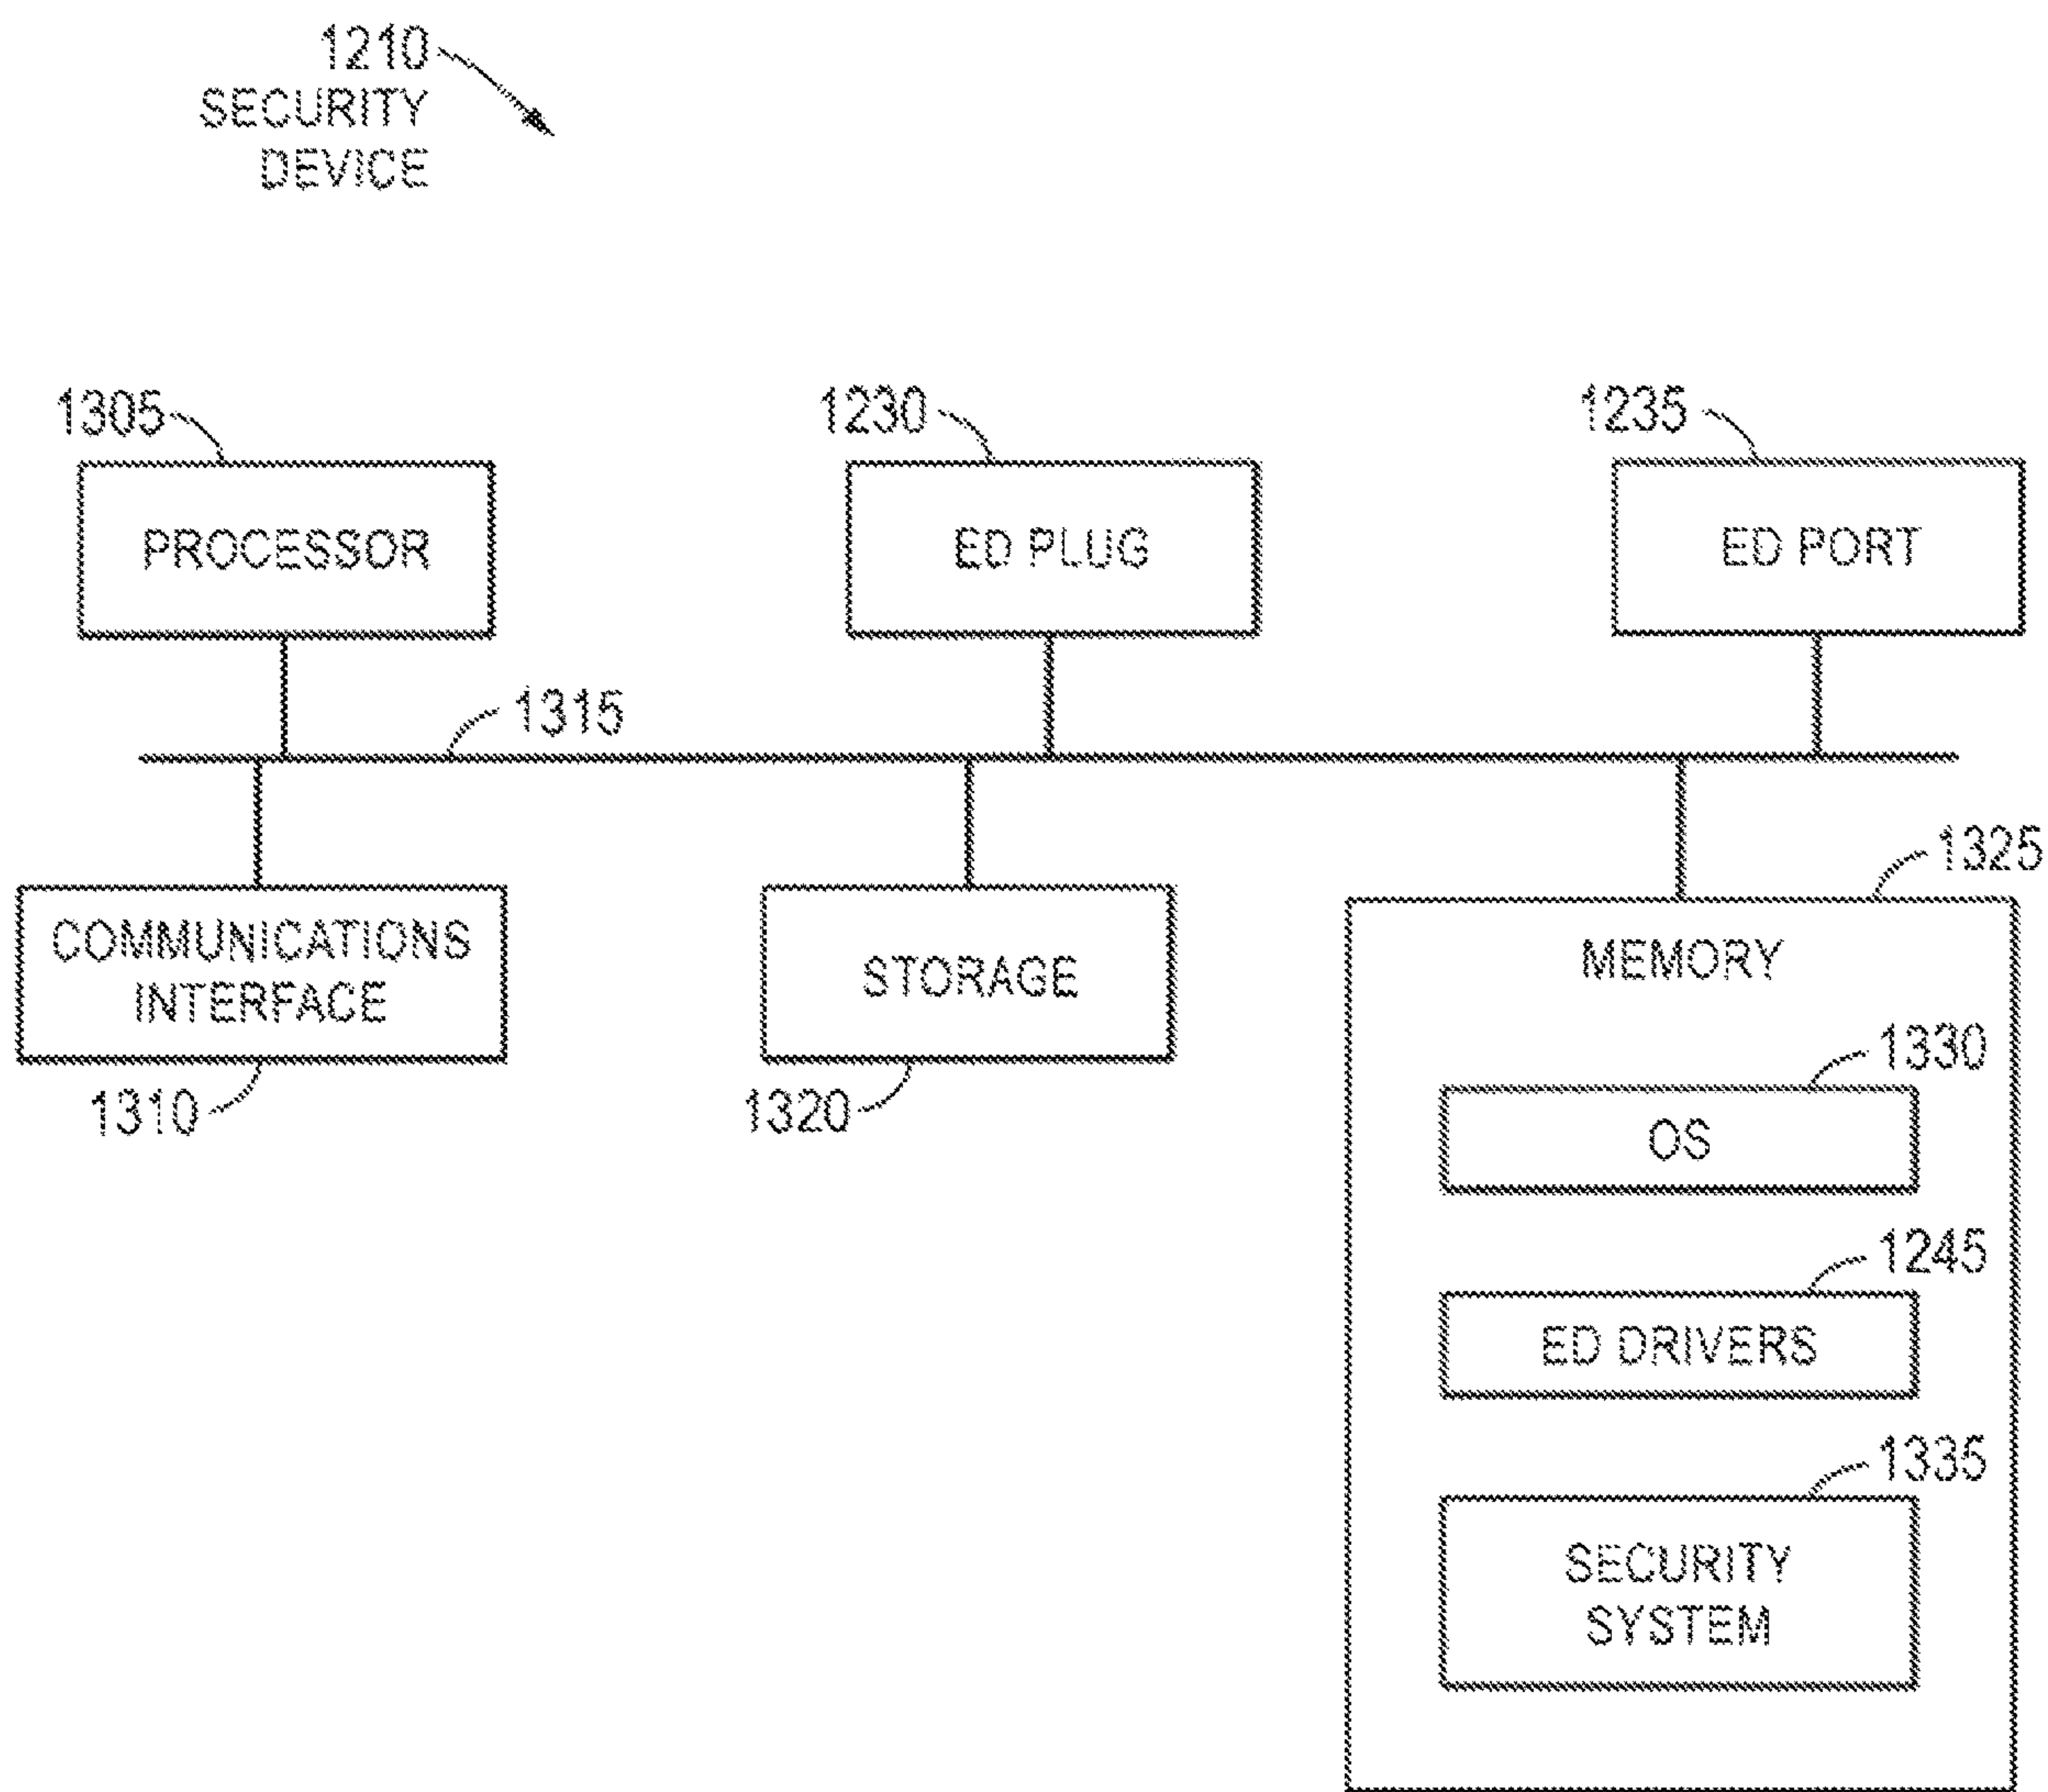 1210
SECURITY
DEVICE
1305
1230
1235
PROCESSOR
ED PLUG
ED PORT
1315
1325
COMMUNICATIONS
INTERFACE
STORAGE
MEMORY
1310
1320
1330
OS
1245
ED DRIVERS
1335
SECURITY
SYSTEM